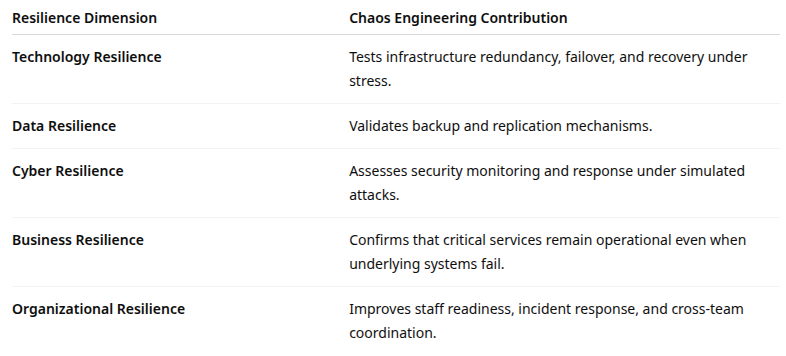 Resilience Dimension Chaos Engineering Contribution
Technology Resilience Tests infrastructure redundancy, failover, and recovery under
stress.
Data Resilience Validates backup and replication mechanisms.
Cyber Resilience Assesses security monitoring and response under simulated
attacks.
Business Resilience Confirms that critical services remain operational even when
underlying systems fail.
Organizational Resilience Improves staff readiness, incident response, and cross-team
coordination.